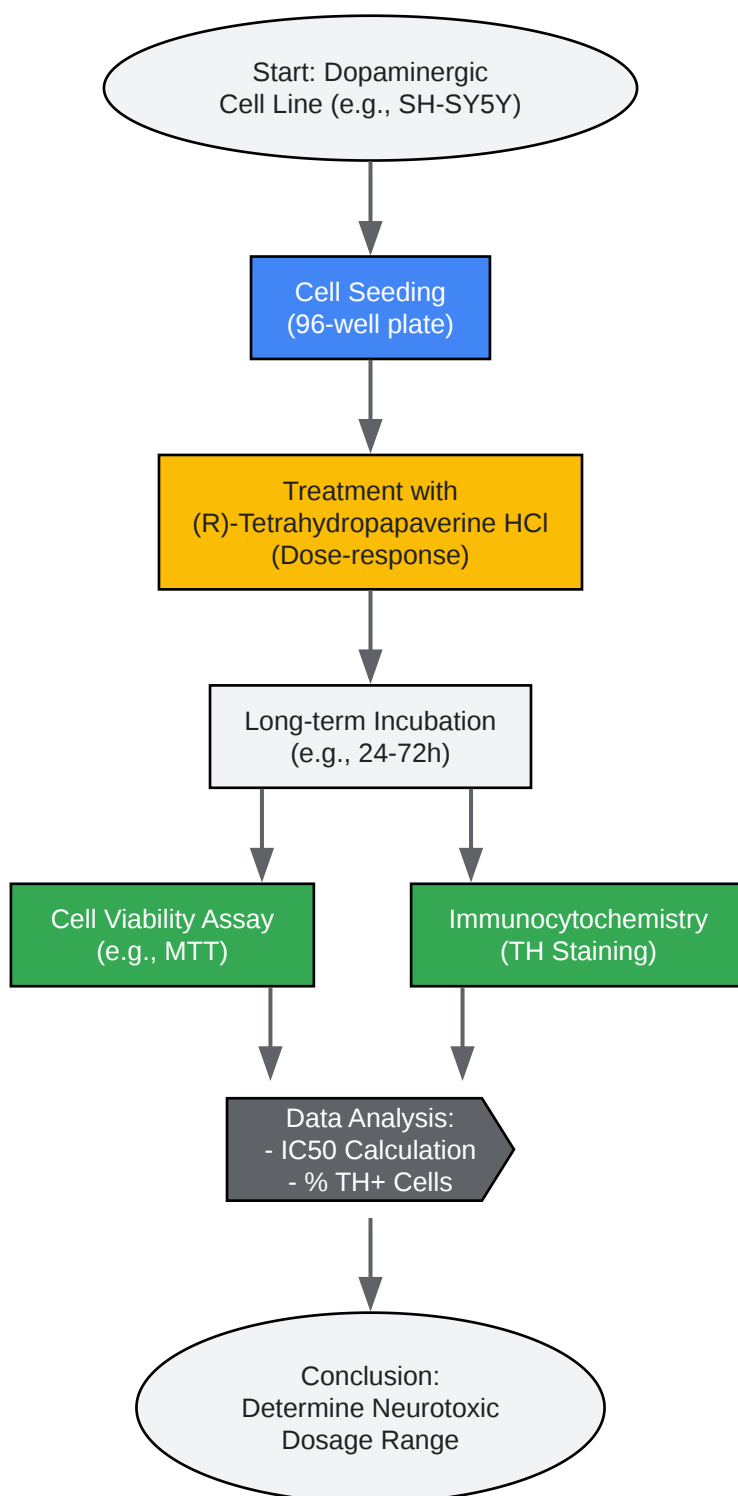 Start: Dopaminergic
Cell Line (e.g., SH-SY5Y)
Cell Seeding
(96-well plate)
Treatment with
(R)-Tetrahydropapaverine HCl
(Dose-response)
Long-term Incubation
(e.g., 24-72h)
Cell Viability Assay
(e.g., MTT)
Immunocytochemistry
(TH Staining)
Data Analysis:
- IC50 Calculation
- % TH+ Cells
Conclusion:
Determine Neurotoxic
Dosage Range